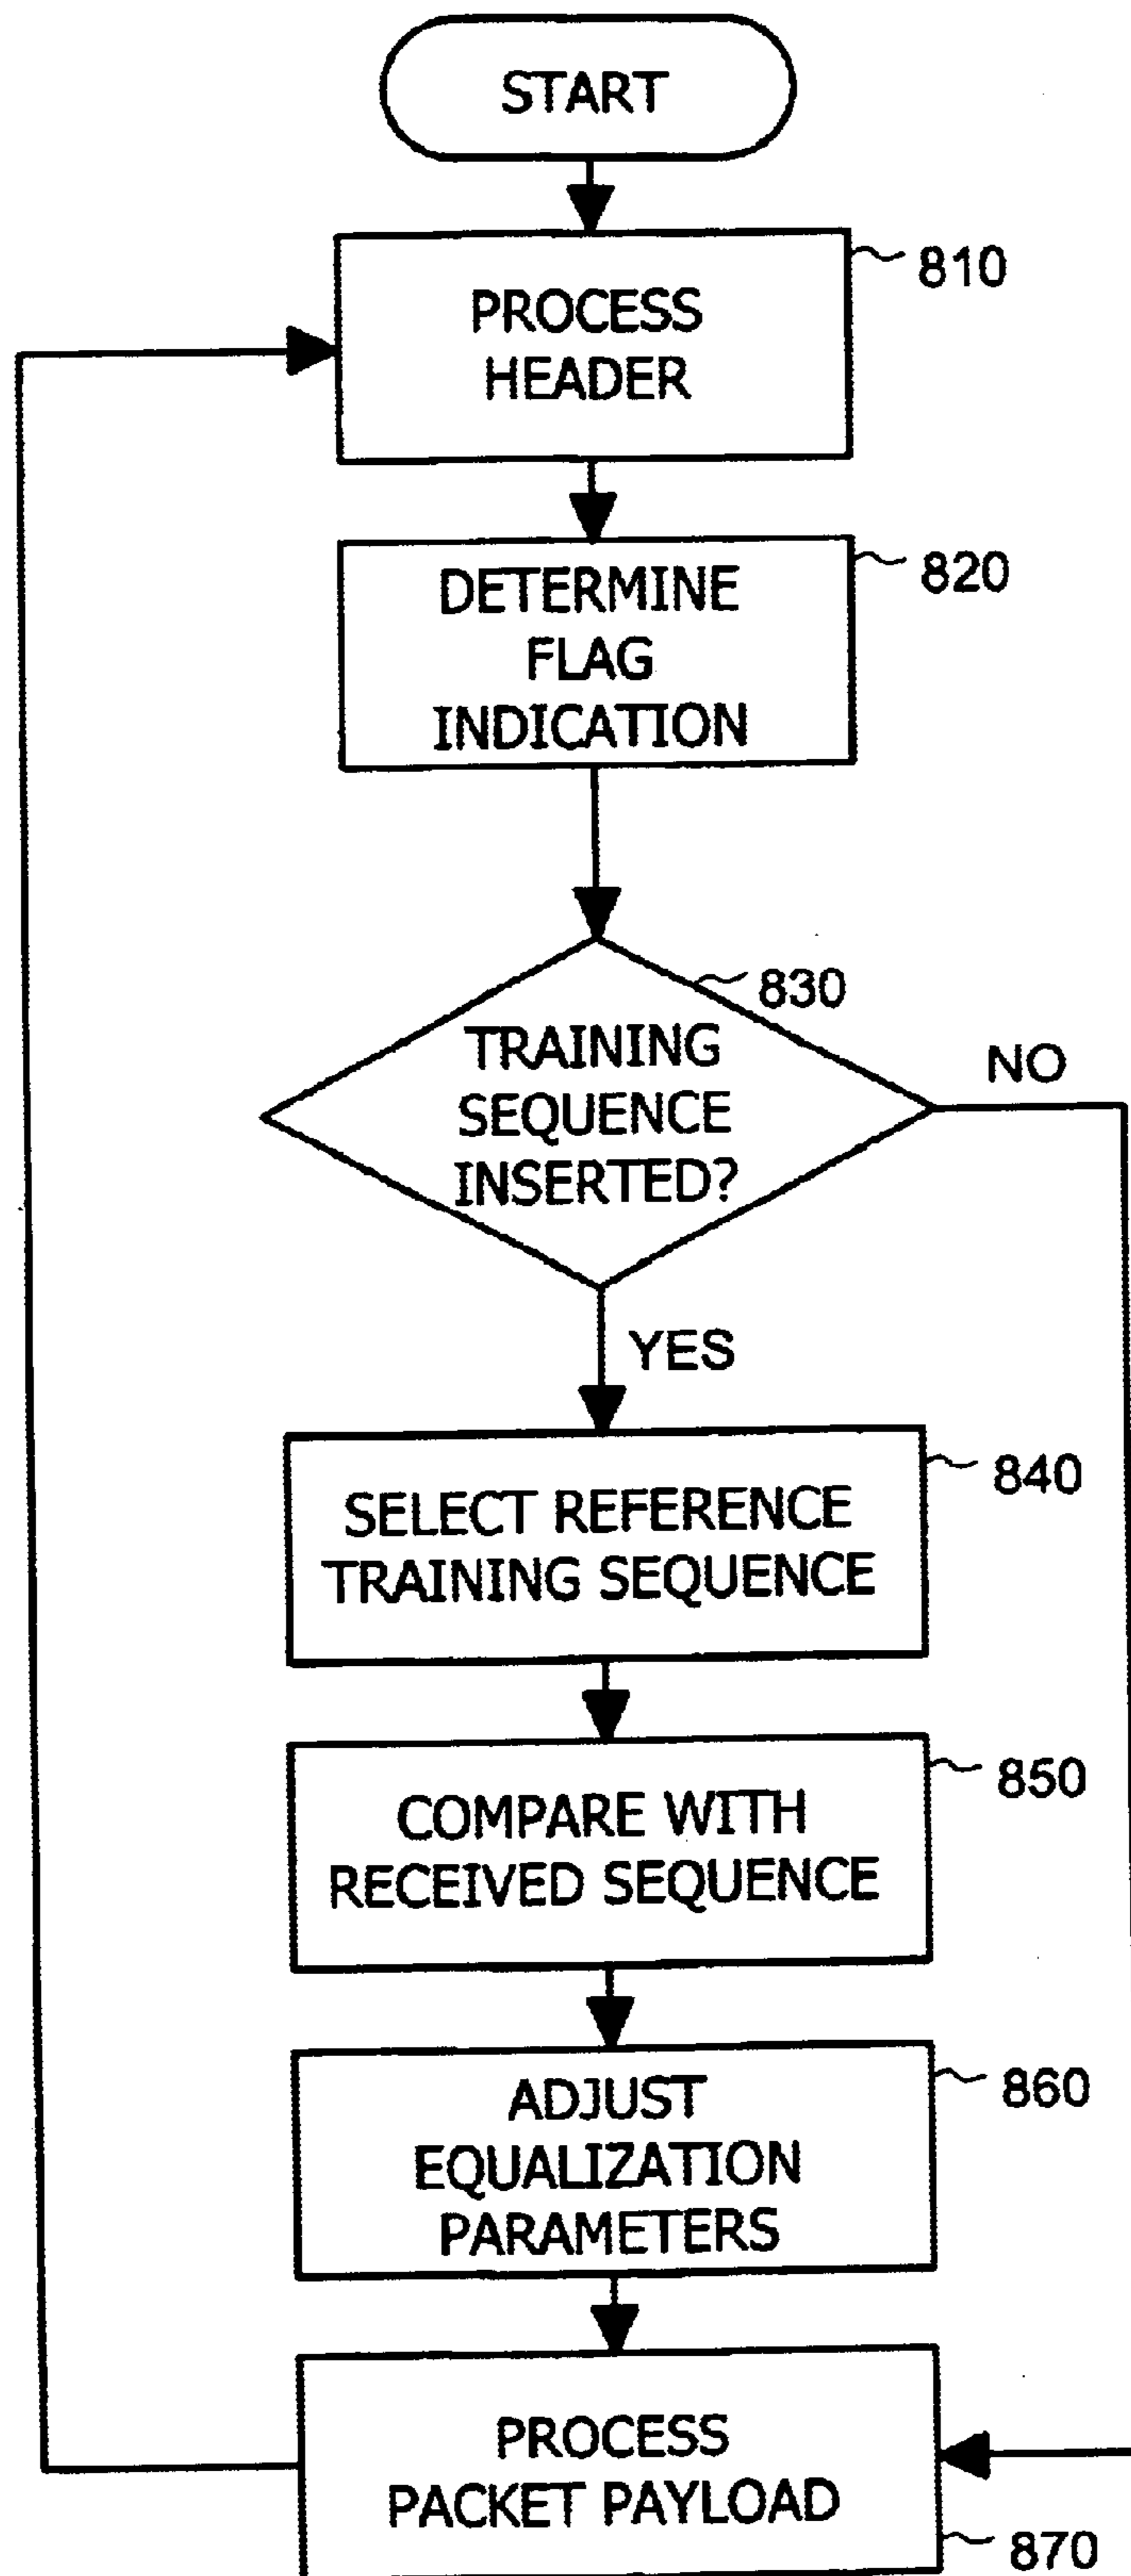 START
PROCESS
HEADER
810
DETERMINE
FLAG
INDICATION
820
TRAINING
SEQUENCE
INSERTED?
830
NO
YES
SELECT REFERENCE
TRAINING SEQUENCE
840
COMPARE WITH
RECEIVED SEQUENCE
850
ADJUST
EQUALIZATION
PARAMETERS
860
PROCESS
PACKET PAYLOAD
870